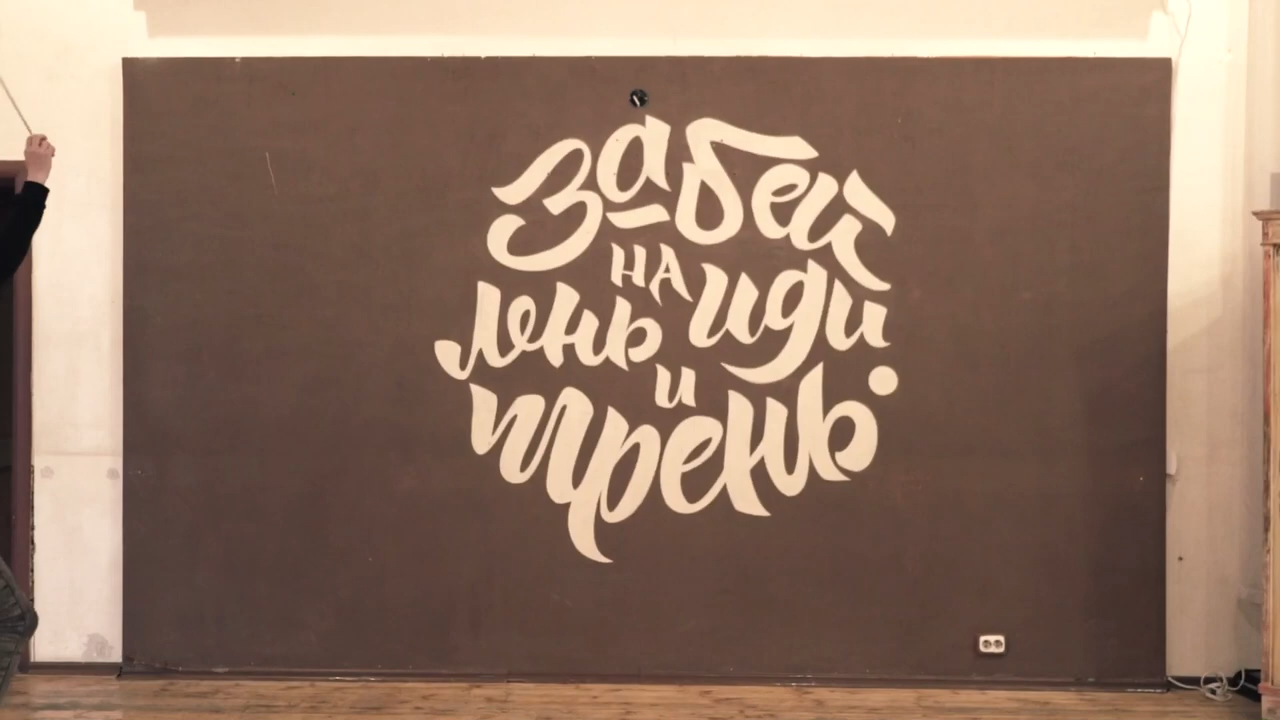 Забей
на
лень иди
и
трень